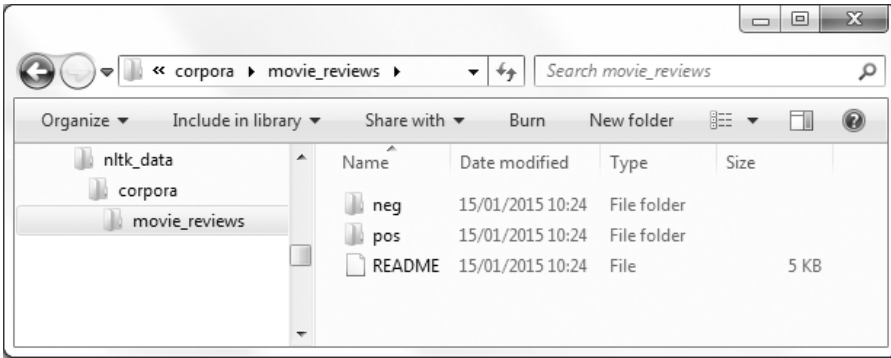 « corpora movie_reviews Search movie_reviews
Organize Include in library Share with Burn New folder
nltk_data Name Date modified Type Size
corpora
neg 15/01/2015 10:24 File folder
movie_reviews
pos 15/01/2015 10:24 File folder
README 15/01/2015 10:24 File 5 KB